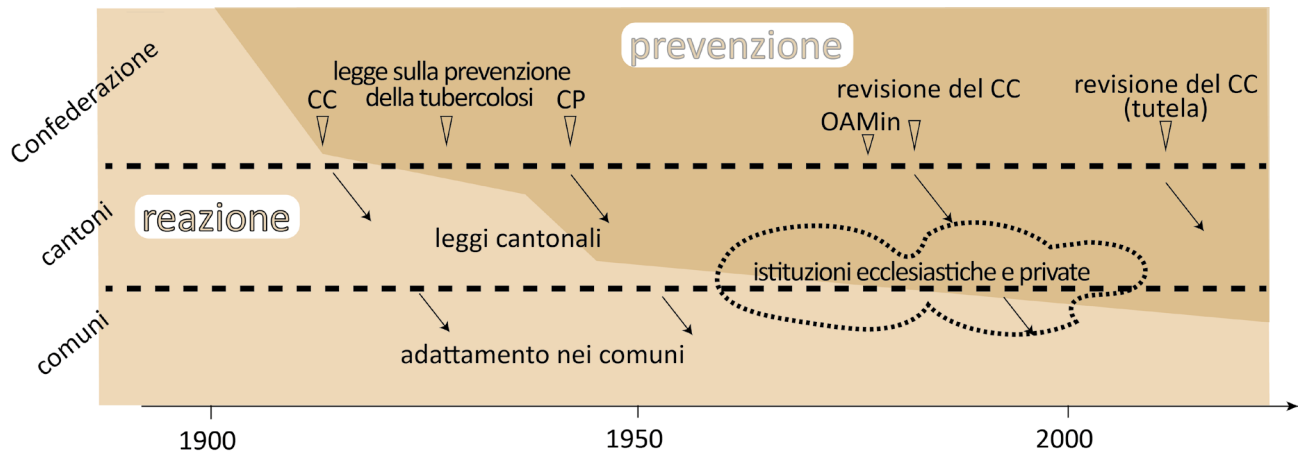 prevenzione
Confederazione
legge sulla prevenzione
della tubercolosi
CC
CP
revisione del CC
OAMin
revisione del CC
(tutela)
cantoni
reazione
leggi cantonali
istituzioni ecclesiastiche e private
comuni
adattamento nei comuni
1900
1950
2000